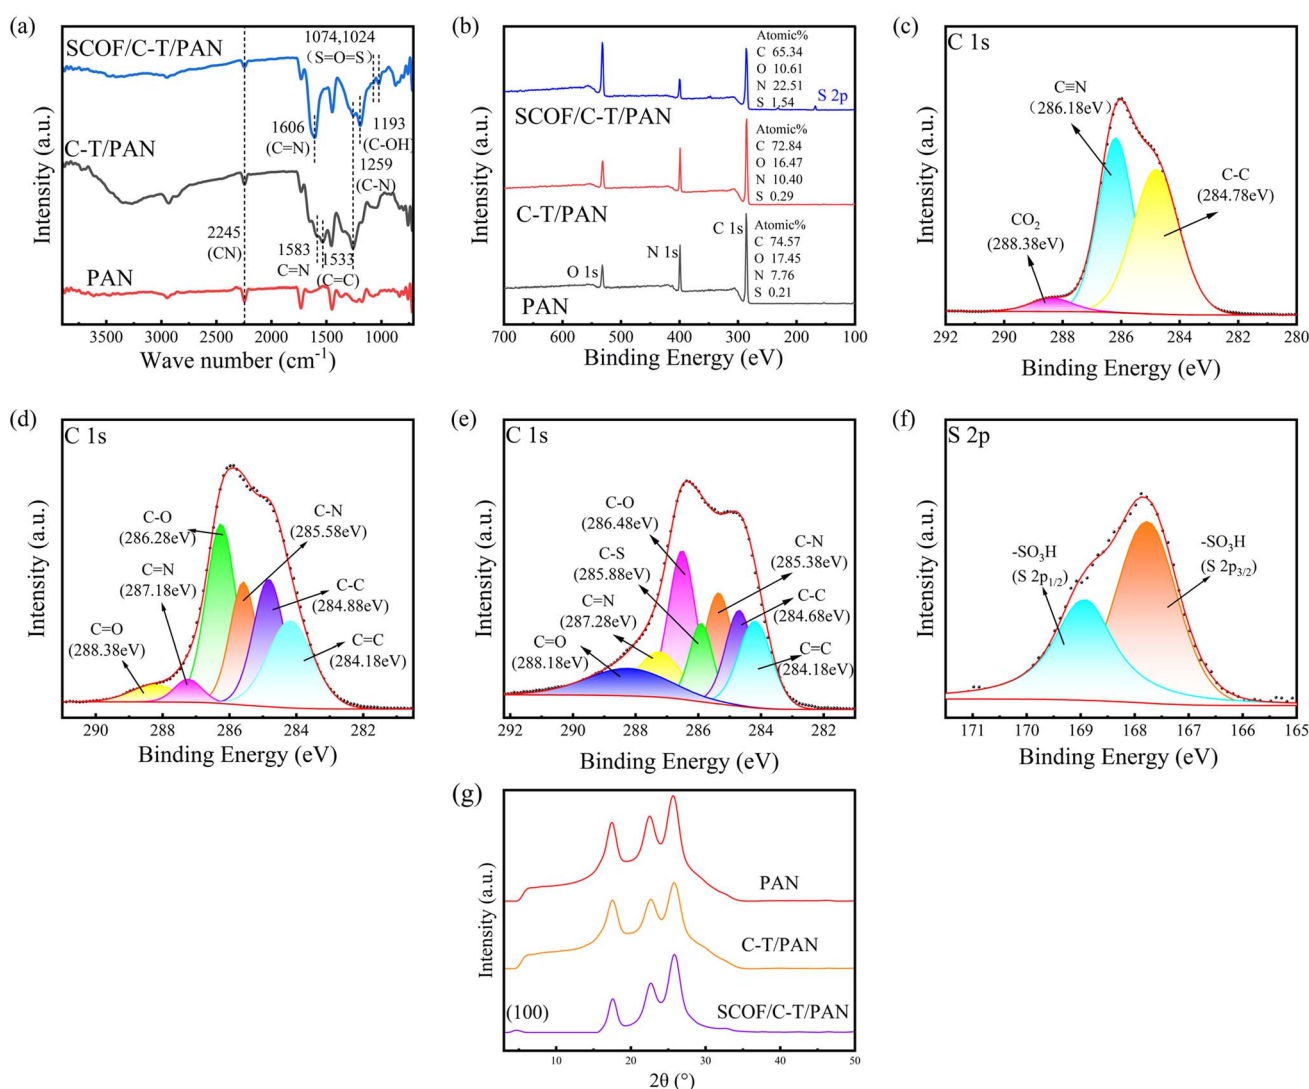 (a)
SCOF/C-T/PAN
1074,1024
(S=O=S)
1606
(C=N)
1193
(C-OH)
C-T/PAN
1259
(C-N)
2245
(CN)
1583
C=N
1533
(C=C)
PAN
Intensity (a.u.)
3500 3000 2500 2000 1500 1000
Wave number (cm⁻¹)
(b)
Atomic%
C 65.34
O 10.61
N 22.51
S 1.54
S 2p
SCOF/C-T/PAN
Atomic%
C 72.84
O 16.47
N 10.40
S 0.29
C-T/PAN
C 1s
Atomic%
C 74.57
O 17.45
N 7.76
S 0.21
N 1s
O 1s
PAN
Intensity (a.u.)
700 600 500 400 300 200 100
Binding Energy (eV)
(c)
C 1s
C≡N
(286.18eV)
C-C
(284.78eV)
CO₂
(288.38eV)
Intensity (a.u.)
292 290 288 286 284 282 280
Binding Energy (eV)
(d)
C 1s
C-O
(286.28eV)
C-N
(285.58eV)
C=N
(287.18eV)
C-C
(284.88eV)
C=O
(288.38eV)
C=C
(284.18eV)
Intensity (a.u.)
290 288 286 284 282
Binding Energy (eV)
(e)
C 1s
C-O
(286.48eV)
C-S
(285.88eV)
C-N
(285.38eV)
C=N
(287.28eV)
C-C
(284.68eV)
C=O
(288.18eV)
C=C
(284.18eV)
Intensity (a.u.)
292 290 288 286 284 282
Binding Energy (eV)
(f)
S 2p
-SO₃H
(S 2p₁/₂)
-SO₃H
(S 2p₃/₂)
Intensity (a.u.)
171 170 169 168 167 166 165
Binding Energy (eV)
(g)
PAN
C-T/PAN
(100)
SCOF/C-T/PAN
Intensity (a.u.)
10 20 30 40 50
2θ (°)